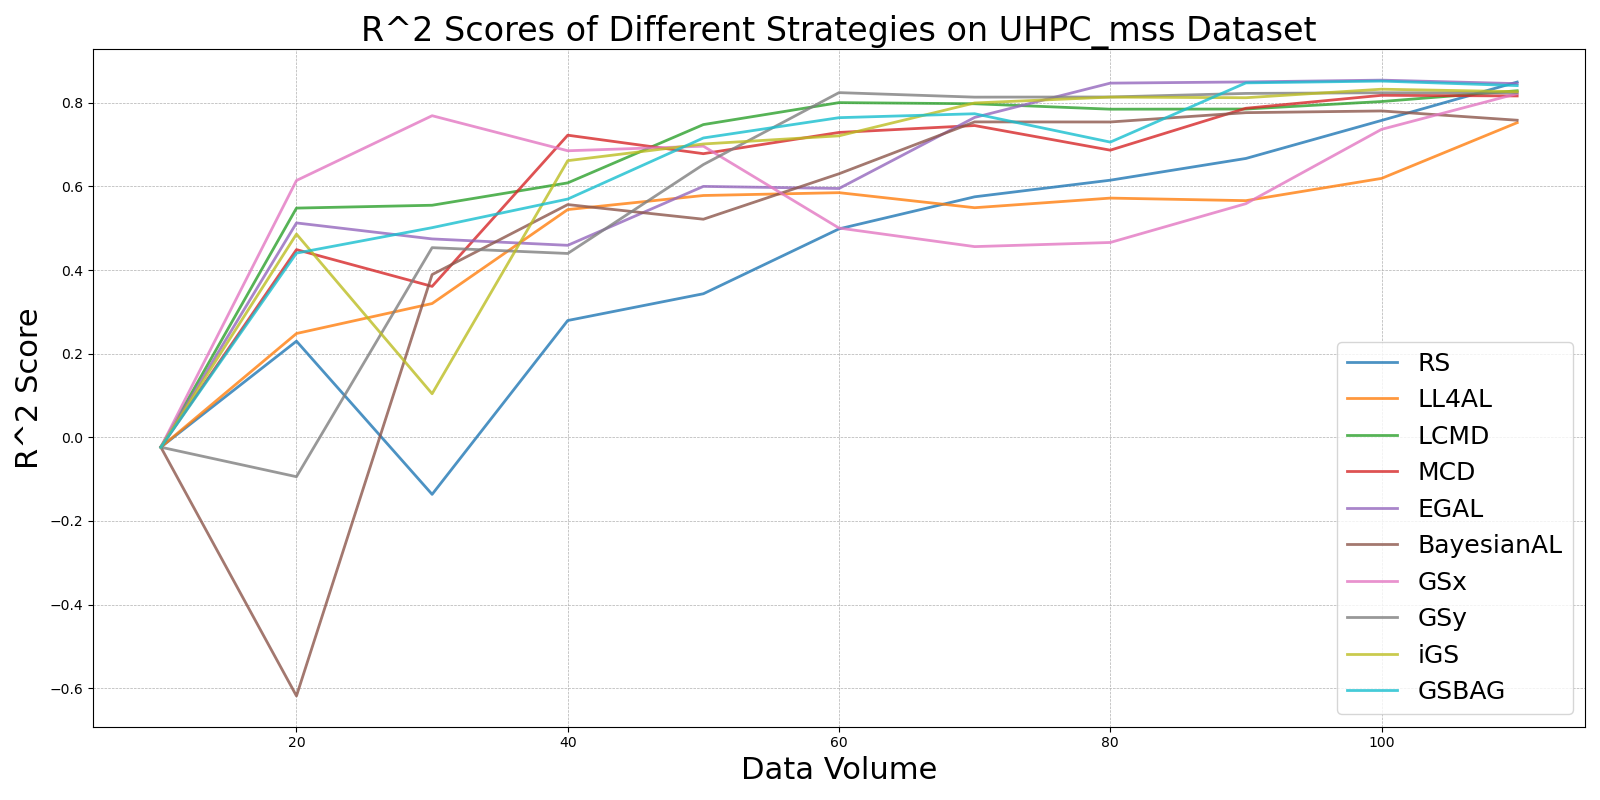 R^2 Scores of Different Strategies on UHPC_mss Dataset
R^2 Score
0.8
0.6
0.4
0.2
0.0
−0.2
−0.4
−0.6
20
40
60
80
100
Data Volume
RS
LL4AL
LCMD
MCD
EGAL
BayesianAL
GSx
GSy
iGS
GSBAG